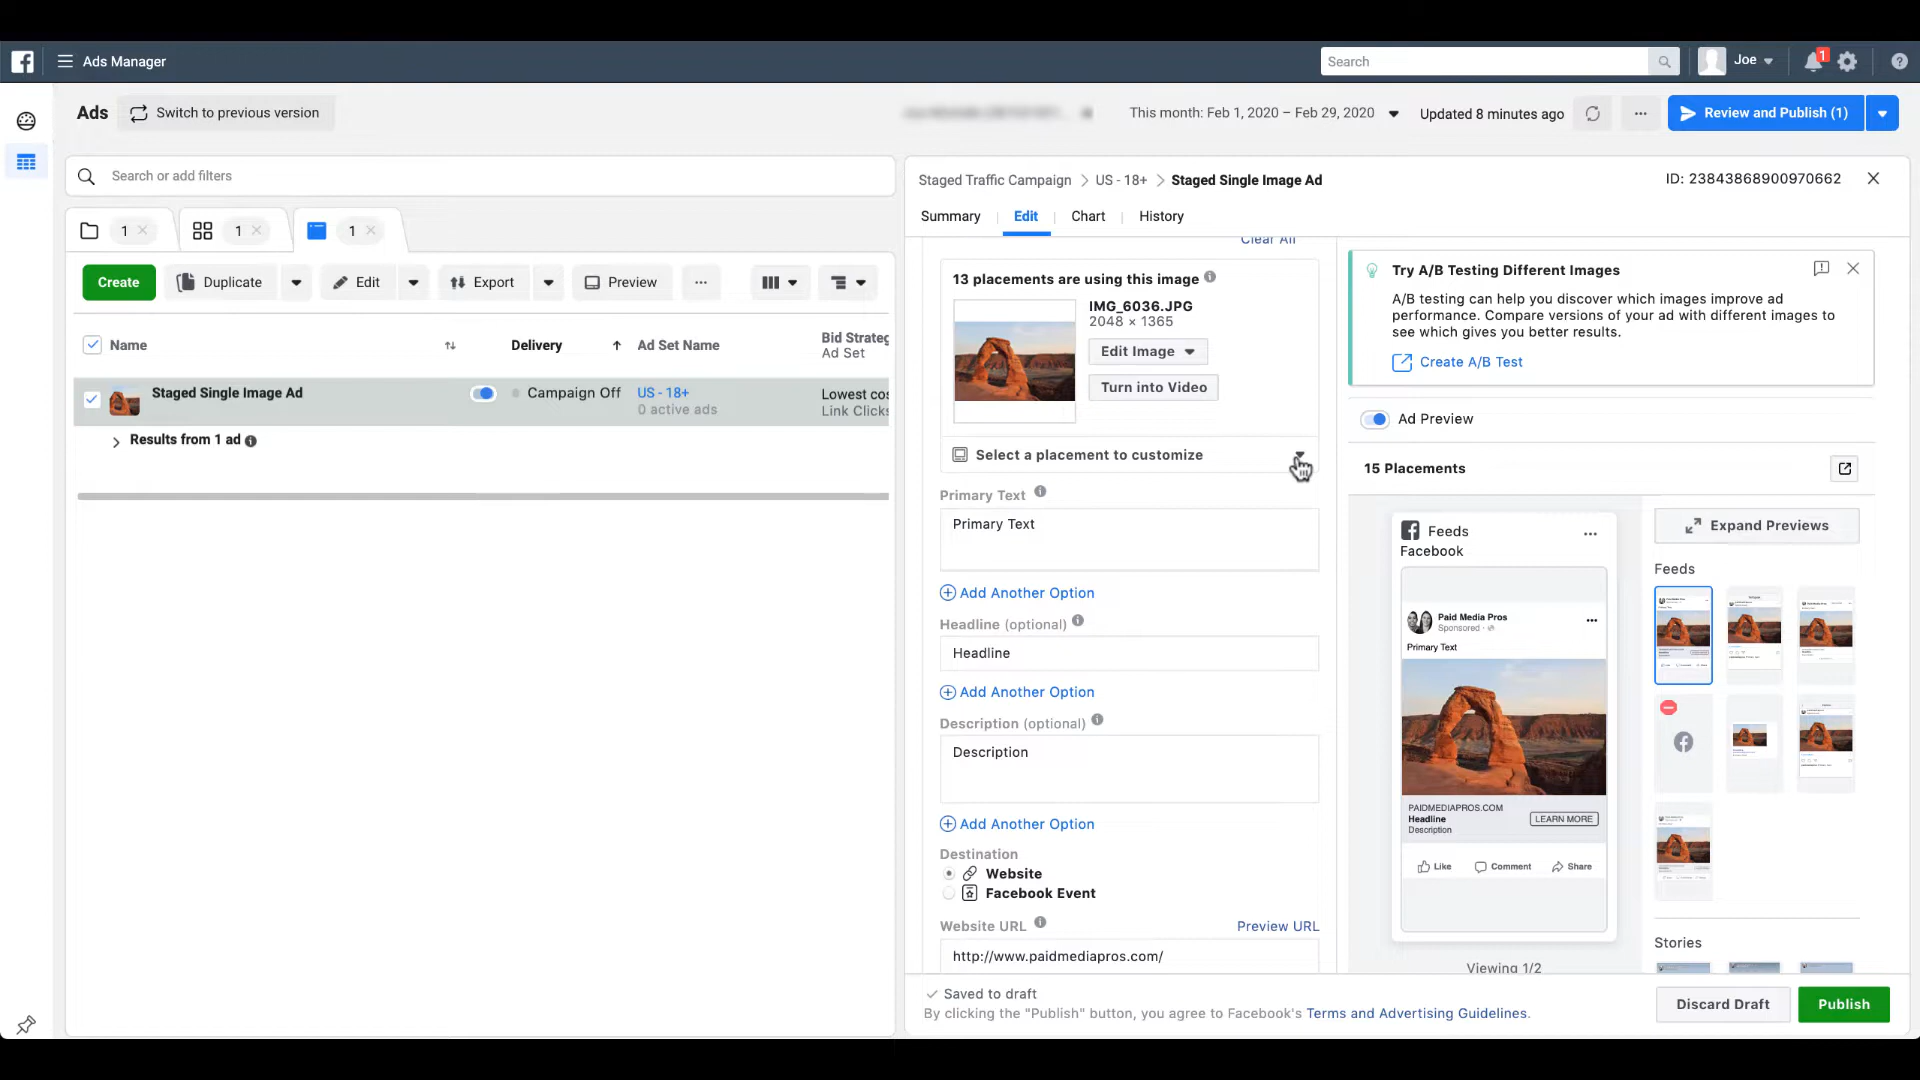 Ads Manager
Search
Joe
1
Ads
Switch to previous version
This month: Feb 1, 2020 – Feb 29, 2020
Updated 8 minutes ago
Review and Publish (1)
Search or add filters
1
1
1
Create
Duplicate
Edit
Export
Preview
Name
Delivery
Ad Set Name
Bid Strateg
Ad Set
Staged Single Image Ad
Campaign Off
US - 18+
0 active ads
Lowest cos
Link Clicks
Results from 1 ad
Staged Traffic Campaign
US - 18+
Staged Single Image Ad
ID: 23843868900970662
Summary
Edit
Chart
History
Clear All
13 placements are using this image
IMG_6036.JPG
2048 × 1365
Edit Image
Turn into Video
Select a placement to customize
Primary Text
Primary Text
Add Another Option
Headline (optional)
Headline
Add Another Option
Description (optional)
Description
Add Another Option
Destination
Website
Facebook Event
Website URL
Preview URL
http://www.paidmediapros.com/
Try A/B Testing Different Images
A/B testing can help you discover which images improve ad
performance. Compare versions of your ad with different images to
see which gives you better results.
Create A/B Test
Ad Preview
15 Placements
Feeds
Facebook
Paid Media Pros
Sponsored
Primary Text
PAIDMEDIAPROS.COM
Headline
Description
LEARN MORE
Like
Comment
Share
Viewing 1/2
Expand Previews
Feeds
Stories
Saved to draft
By clicking the "Publish" button, you agree to Facebook's Terms and Advertising Guidelines.
Discard Draft
Publish